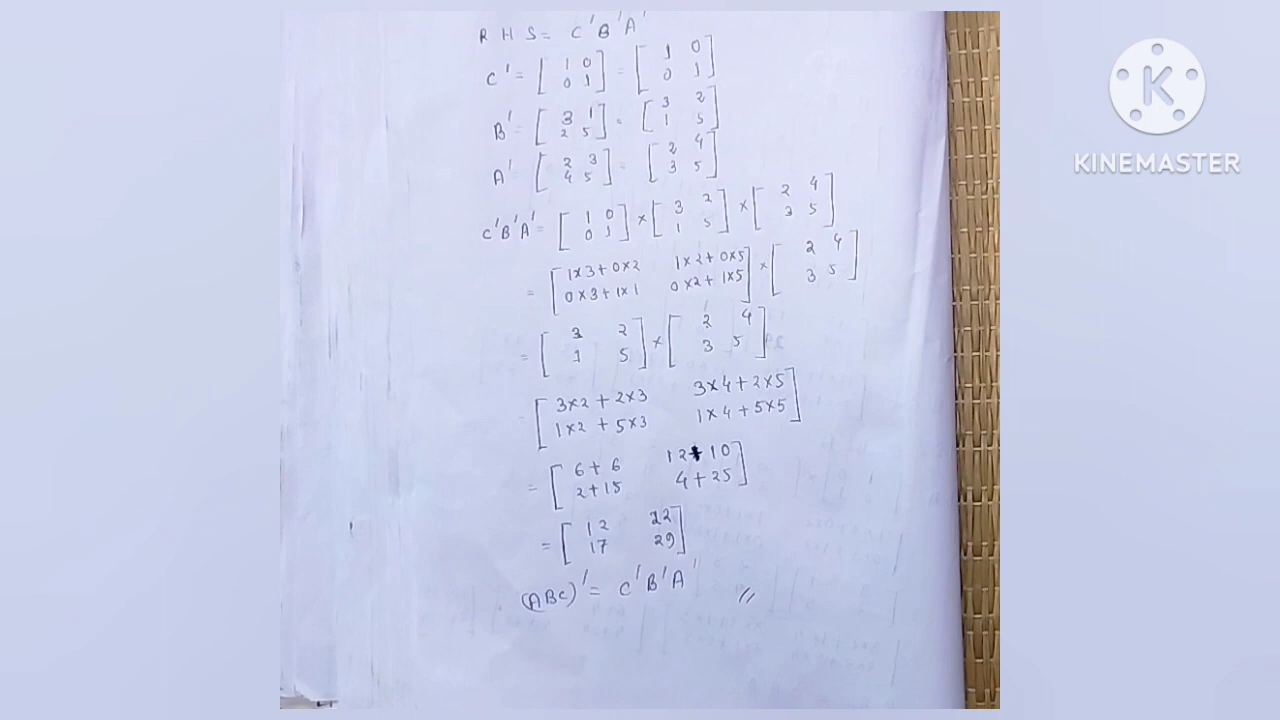 R H S = C'B'A'
C' = [ 1 0 ] = [ 1 0 ]
[ 0 1 ] [ 0 1 ]
B' = [ 3 1 ] = [ 3 2 ]
[ 2 5 ] [ 1 5 ]
A' [ 2 3 ] = [ 2 4 ]
[ 4 5 ] [ 3 5 ]
C'B'A' = [ 1 0 ] × [ 3 2 ] × [ 2 4 ]
[ 0 1 ] [ 1 5 ] [ 3 5 ]
= [ 1×3+0×2 1×2+0×5 ] × [ 2 4 ]
[ 0×3+1×1 0×2+1×5 ] [ 3 5 ]
= [ 3 2 ] × [ 2 4 ]
[ 1 5 ] [ 3 5 ]
= [ 3×2+2×3 3×4+2×5 ]
[ 1×2+5×3 1×4+5×5 ]
= [ 6+6 12+10 ]
[ 2+15 4+25 ]
= [ 12 22 ]
[ 17 29 ]
(ABC)' = C'B'A' //
K
KINEMASTER